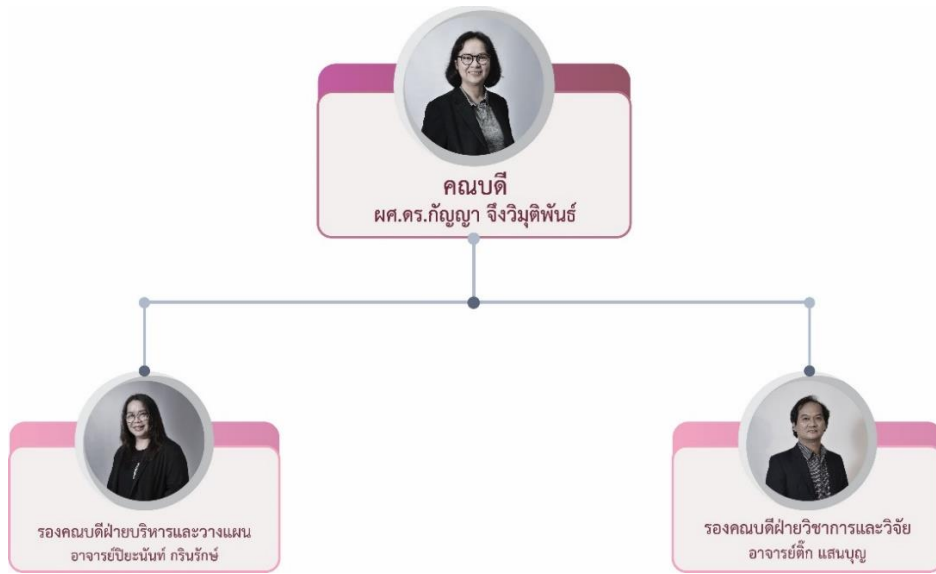 คณบดี
ผศ.ดร.กัญญา จึงวิมุติพันธ์
รองคณบดีฝ่ายบริหารและวางแผน
อาจารย์ปิยะนันท์ กรินรักษ์
รองคณบดีฝ่ายวิชาการและวิจัย
อาจารย์ติ๊ก แสนบุญ